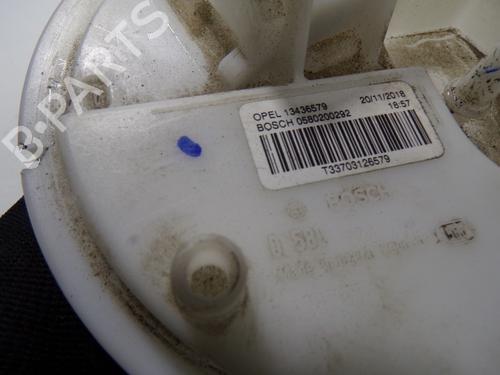 B-PARTS
OPEL 13436579 20/11/2018
BOSCH 0580200292 18:57
T33703126579
BOSCH